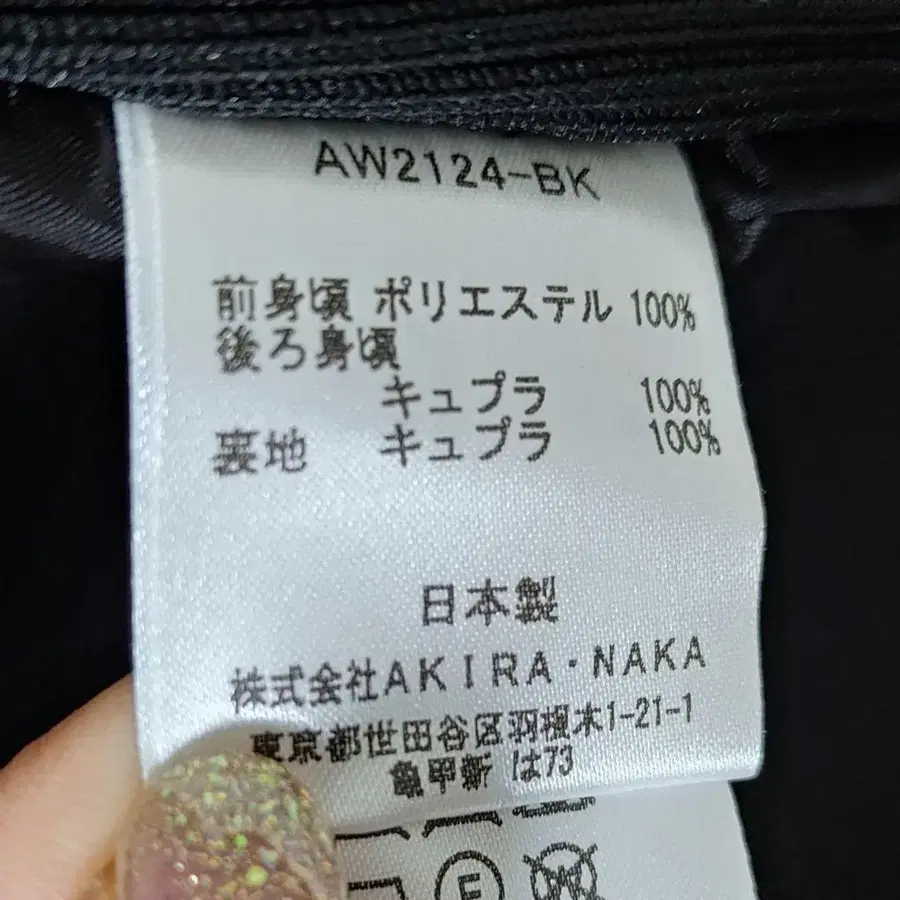 AW2124-BK
前身頃 ポリエステル 100%
後ろ身頃
キュプラ 100%
裏地 キュプラ 100%
日本製
株式会社AKIRA・NAKA
東京都世田谷区羽根木1-21-1
亀甲新 は73